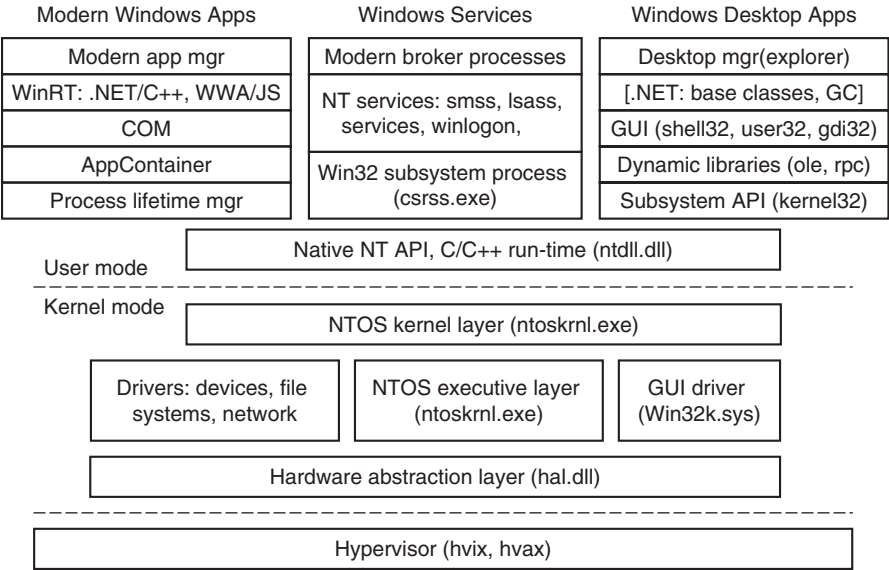 Modern Windows Apps
Modern app mgr
WinRT: .NET/C++, WWA/JS
COM
AppContainer
Process lifetime mgr
Windows Services
Modern broker processes
NT services: smss, lsass,
services, winlogon,
Win32 subsystem process
(csrss.exe)
Windows Desktop Apps
Desktop mgr(explorer)
[.NET: base classes, GC]
GUI (shell32, user32, gdi32)
Dynamic libraries (ole, rpc)
Subsystem API (kernel32)
Native NT API, C/C++ run-time (ntdll.dll)
User mode
Kernel mode
NTOS kernel layer (ntoskrnl.exe)
Drivers: devices, file
systems, network
NTOS executive layer
(ntoskrnl.exe)
GUI driver
(Win32k.sys)
Hardware abstraction layer (hal.dll)
Hypervisor (hvix, hvax)